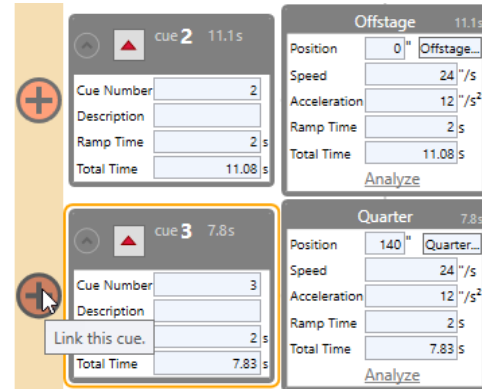 cue 2 11.1s
Cue Number 2
Description
Ramp Time 2 s
Total Time 11.08 s
Offstage 11.1s
Position 0 " Offstage...
Speed 24 "/s
Acceleration 12 "/s²
Ramp Time 2 s
Total Time 11.08 s
Analyze
cue 3 7.8s
Cue Number 3
Description
2 s
Total Time 7.83 s
Link this cue.
Quarter 7.8s
Position 140 " Quarter...
Speed 24 "/s
Acceleration 12 "/s²
Ramp Time 2 s
Total Time 7.83 s
Analyze